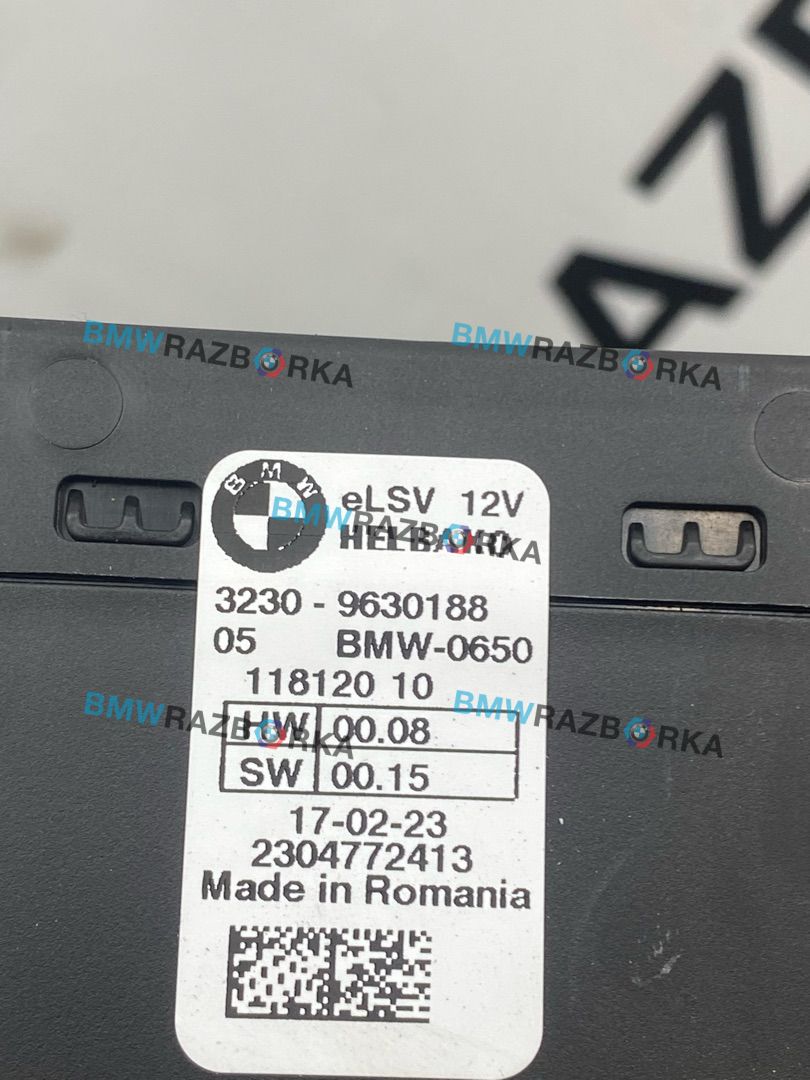 AZ
BMWRAZBORKA BMWRAZBORKA
BMW eLSV 12V
BMWRAZBORKA
3230 - 9630188
05 BMW-0650
118120 10
BMWRAZBORKA BMWRAZBORKA
HW 00.08
SW 00.15
17-02-23
2304772413
Made in Romania